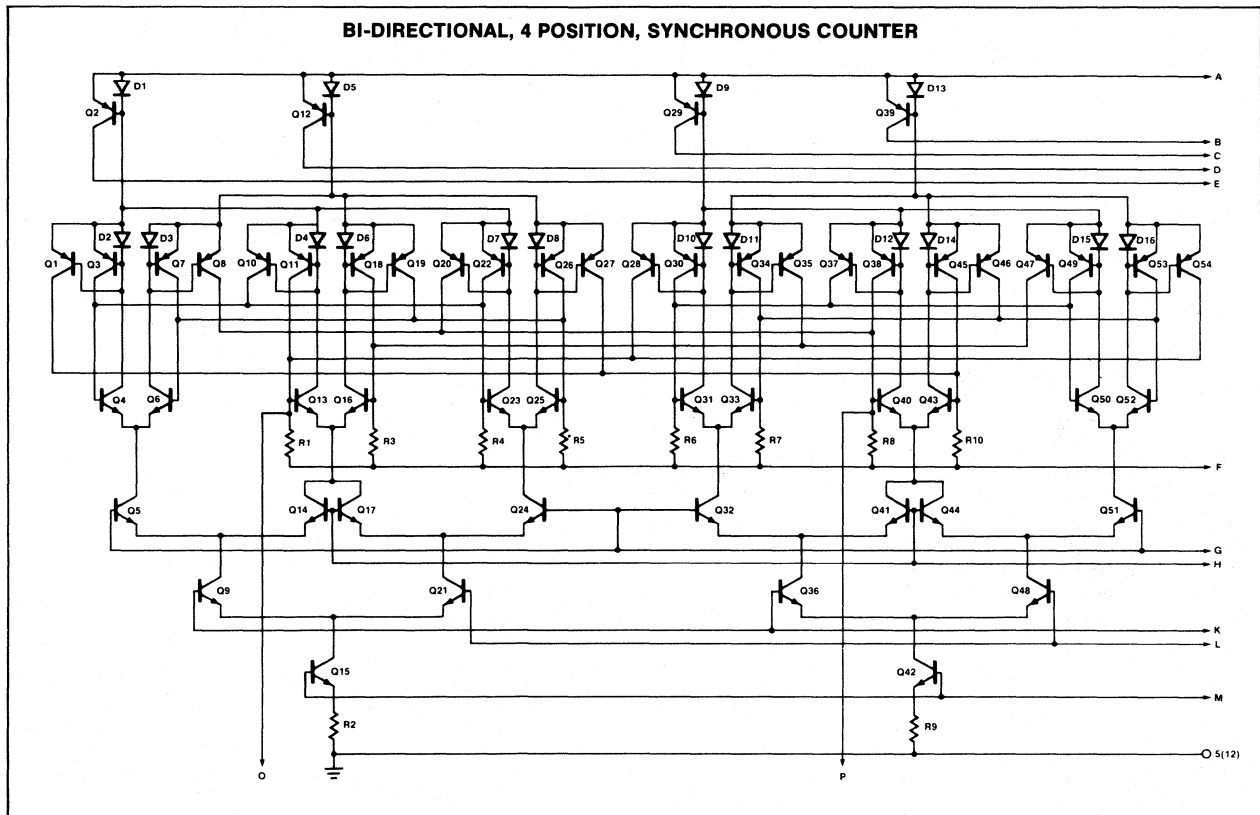 BI-DIRECTIONAL, 4 POSITION, SYNCHRONOUS COUNTER
D1 D5 D9 D13 A
Q2 Q12 Q29 Q39
B
C
D
E
D2 D3 D4 D6 D7 D8 D10 D11 D12 D14 D15 D16
Q1 Q3 Q7 Q8 Q10 Q11 Q18 Q19 Q20 Q22 Q26 Q27 Q28 Q30 Q34 Q35 Q37 Q38 Q45 Q46 Q47 Q49 Q53 Q54
Q4 Q6 Q13 Q16 Q23 Q25 Q31 Q33 Q40 Q43 Q50 Q52
R1 R3 R4 R5 R6 R7 R8 R10
F
Q5 Q14 Q17 Q24 Q32 Q41 Q44 Q51
G
H
Q9 Q21 Q36 Q48
K
L
Q15 Q42
M
R2 R9
5(12)
O P